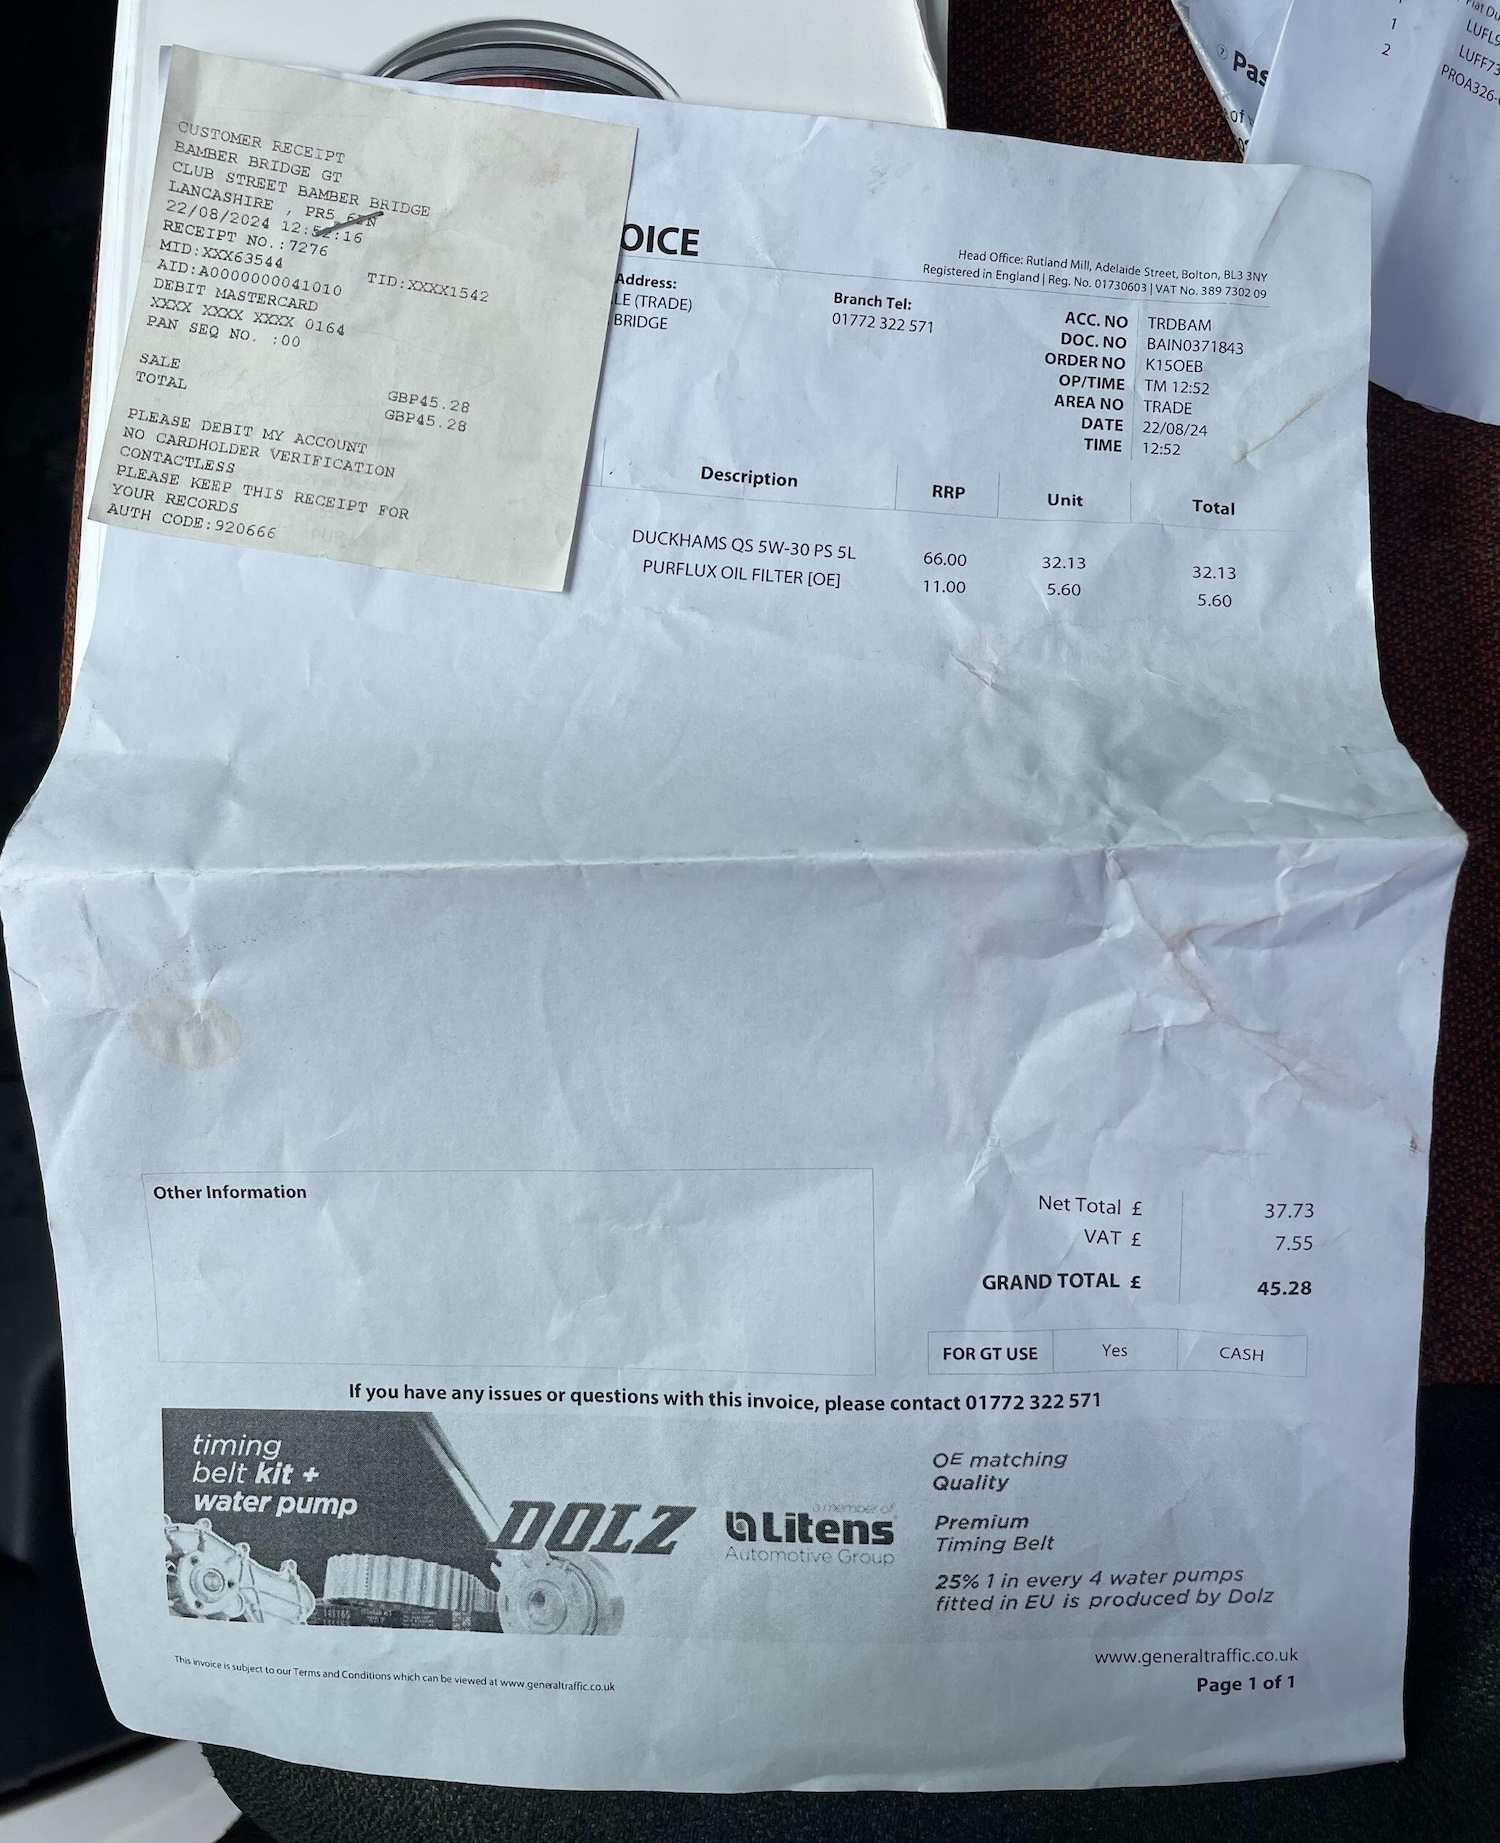 CUSTOMER RECEIPT
BAMBER BRIDGE GT
CLUB STREET BAMBER BRIDGE
LANCASHIRE , PR5
22/08/2024 12:52:16
RECEIPT NO.:7276
MID:XXX63544
TID:XXXX1542
AID:A0000000041010
DEBIT MASTERCARD
XXXX XXXX XXXX 0164
PAN SEQ NO. :00
SALE GBP45.28
TOTAL GBP45.28
PLEASE DEBIT MY ACCOUNT
NO CARDHOLDER VERIFICATION
CONTACTLESS
PLEASE KEEP THIS RECEIPT FOR
YOUR RECORDS
AUTH CODE:920666
OICE
Head Office: Rutland Mill, Adelaide Street, Bolton, BL3 3NY
Registered in England | Reg. No. 01730603 | VAT No. 389 7302 09
Address:
LE (TRADE)
BRIDGE
Branch Tel:
01772 322 571
ACC. NO TRDBAM
DOC. NO BAIN0371843
ORDER NO K15OEB
OP/TIME TM 12:52
AREA NO TRADE
DATE 22/08/24
TIME 12:52
Description RRP Unit Total
DUCKHAMS QS 5W-30 PS 5L 66.00 32.13 32.13
PURFLUX OIL FILTER [OE] 11.00 5.60 5.60
Other Information
Net Total £ 37.73
VAT £ 7.55
GRAND TOTAL £ 45.28
FOR GT USE Yes CASH
If you have any issues or questions with this invoice, please contact 01772 322 571
timing
belt kit +
water pump
DOLZ
a member of
Litens
Automotive Group
OE matching
Quality
Premium
Timing Belt
25% 1 in every 4 water pumps
fitted in EU is produced by Dolz
This invoice is subject to our Terms and Conditions which can be viewed at www.generaltraffic.co.uk
www.generaltraffic.co.uk
Page 1 of 1
Pas
of
1
2
LUFL9
LUFF73
PROA326-